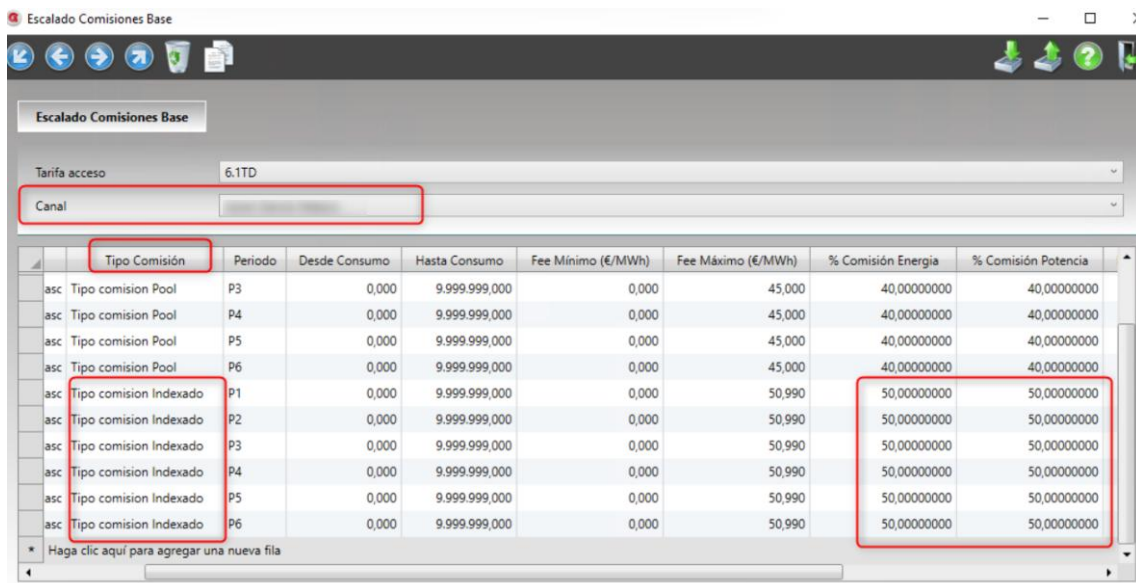 Escalado Comisiones Base
Escalado Comisiones Base
Tarifa acceso 6.1TD
Canal
Tipo Comisión Periodo Desde Consumo Hasta Consumo Fee Mínimo (€/MWh) Fee Máximo (€/MWh) % Comisión Energia % Comisión Potencia
asc Tipo comision Pool P3 0,000 9.999.999,000 0,000 45,000 40,00000000 40,00000000
asc Tipo comision Pool P4 0,000 9.999.999,000 0,000 45,000 40,00000000 40,00000000
asc Tipo comision Pool P5 0,000 9.999.999,000 0,000 45,000 40,00000000 40,00000000
asc Tipo comision Pool P6 0,000 9.999.999,000 0,000 45,000 40,00000000 40,00000000
asc Tipo comision Indexado P1 0,000 9.999.999,000 0,000 50,990 50,00000000 50,00000000
asc Tipo comision Indexado P2 0,000 9.999.999,000 0,000 50,990 50,00000000 50,00000000
asc Tipo comision Indexado P3 0,000 9.999.999,000 0,000 50,990 50,00000000 50,00000000
asc Tipo comision Indexado P4 0,000 9.999.999,000 0,000 50,990 50,00000000 50,00000000
asc Tipo comision Indexado P5 0,000 9.999.999,000 0,000 50,990 50,00000000 50,00000000
asc Tipo comision Indexado P6 0,000 9.999.999,000 0,000 50,990 50,00000000 50,00000000
* Haga clic aquí para agregar una nueva fila